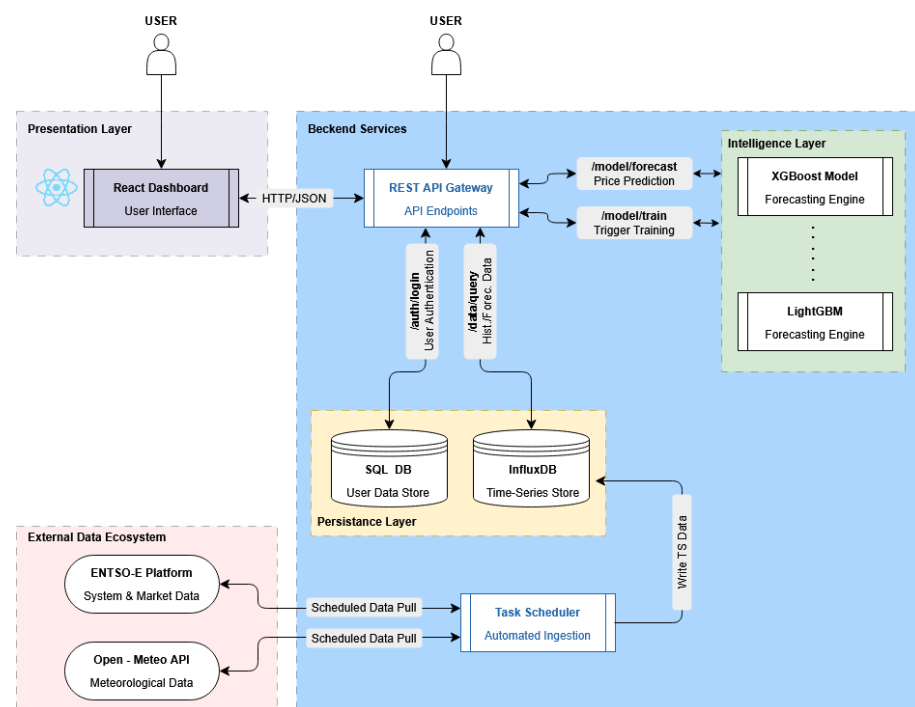 USER
USER
Presentation Layer
Beckend Services
Intelligence Layer
React Dashboard
User Interface
HTTP/JSON
REST API Gateway
API Endpoints
/model/forecast
Price Prediction
/model/train
Trigger Training
XGBoost Model
Forecasting Engine
LightGBM
Forecasting Engine
/auth/login
User Authentication
/data/query
Hist./Forec. Data
SQL DB
User Data Store
InfluxDB
Time-Series Store
Persistance Layer
Write TS Data
External Data Ecosystem
ENTSO-E Platform
System & Market Data
Scheduled Data Pull
Scheduled Data Pull
Task Scheduler
Automated Ingestion
Open - Meteo API
Meteorological Data